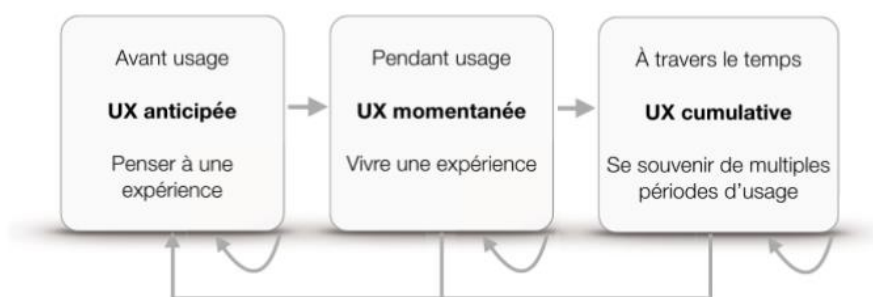 Avant usage
UX anticipée
Penser à une
expérience
Pendant usage
UX momentanée
Vivre une expérience
À travers le temps
UX cumulative
Se souvenir de multiples
périodes d'usage